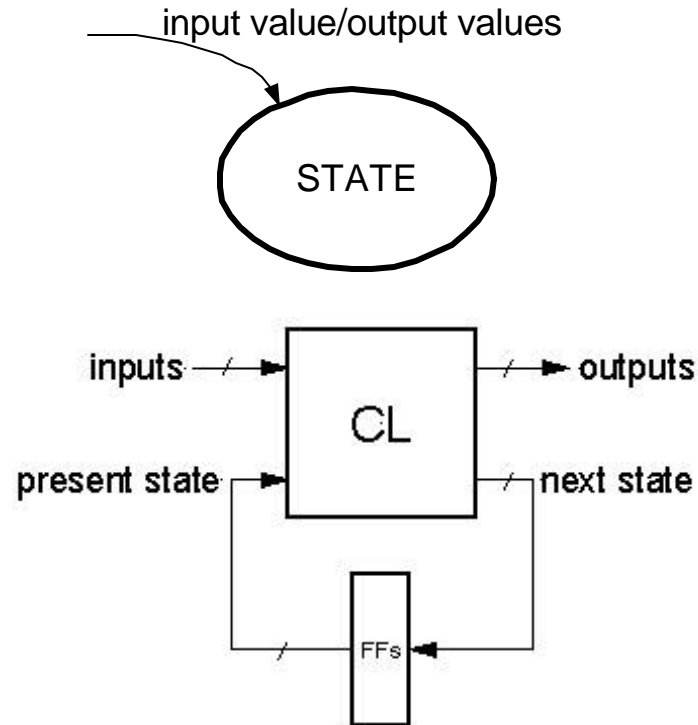 input value/output values
STATE
inputs
outputs
CL
present state
next state
FFs